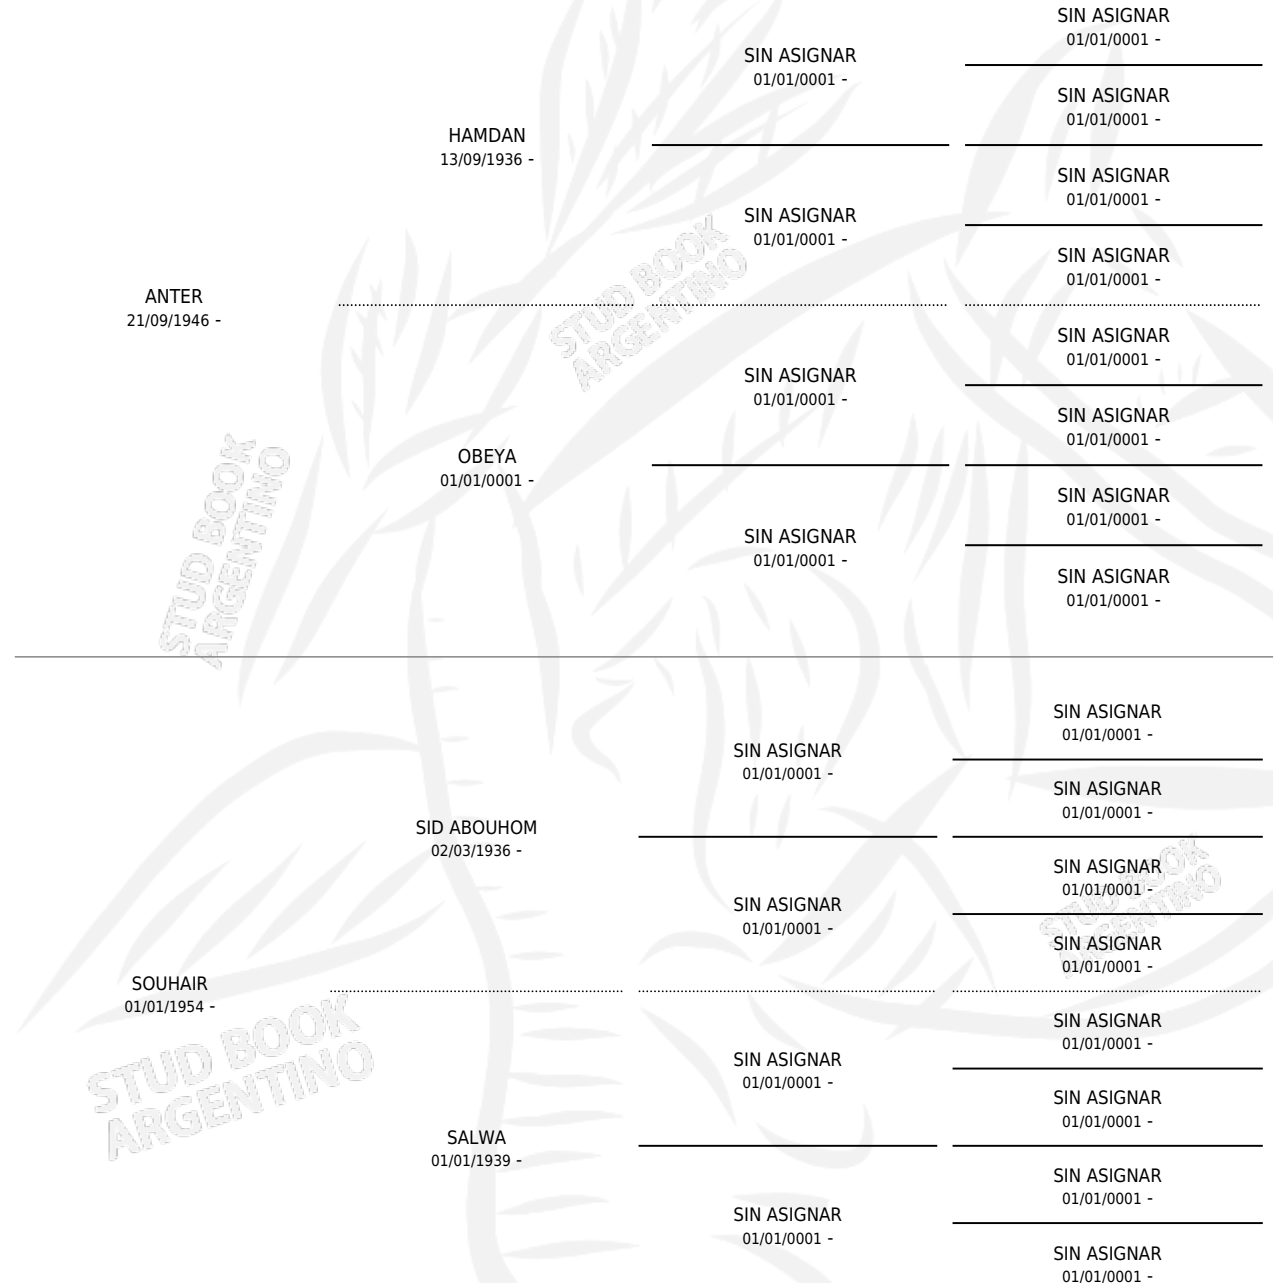 SIN ASIGNAR
01/01/0001 -
SIN ASIGNAR
01/01/0001 -
SIN ASIGNAR
01/01/0001 -
HAMDAN
13/09/1936 -
SIN ASIGNAR
01/01/0001 -
SIN ASIGNAR
01/01/0001 -
SIN ASIGNAR
01/01/0001 -
STUD BOOK
ARGENTINO
ANTER
21/09/1946 -
SIN ASIGNAR
01/01/0001 -
SIN ASIGNAR
01/01/0001 -
SIN ASIGNAR
01/01/0001 -
OBEYA
01/01/0001 -
STUD BOOK
ARGENTINO
SIN ASIGNAR
01/01/0001 -
SIN ASIGNAR
01/01/0001 -
SIN ASIGNAR
01/01/0001 -
SIN ASIGNAR
01/01/0001 -
SIN ASIGNAR
01/01/0001 -
SIN ASIGNAR
01/01/0001 -
SID ABOUHOM
02/03/1936 -
SIN ASIGNAR
01/01/0001 -
SIN ASIGNAR
01/01/0001 -
SIN ASIGNAR
01/01/0001 -
STUD BOOK
ARGENTINO
SIN ASIGNAR
01/01/0001 -
SOUHAIR
01/01/1954 -
STUD BOOK
ARGENTINO
SIN ASIGNAR
01/01/0001 -
SIN ASIGNAR
01/01/0001 -
SIN ASIGNAR
01/01/0001 -
SALWA
01/01/1939 -
SIN ASIGNAR
01/01/0001 -
SIN ASIGNAR
01/01/0001 -
SIN ASIGNAR
01/01/0001 -